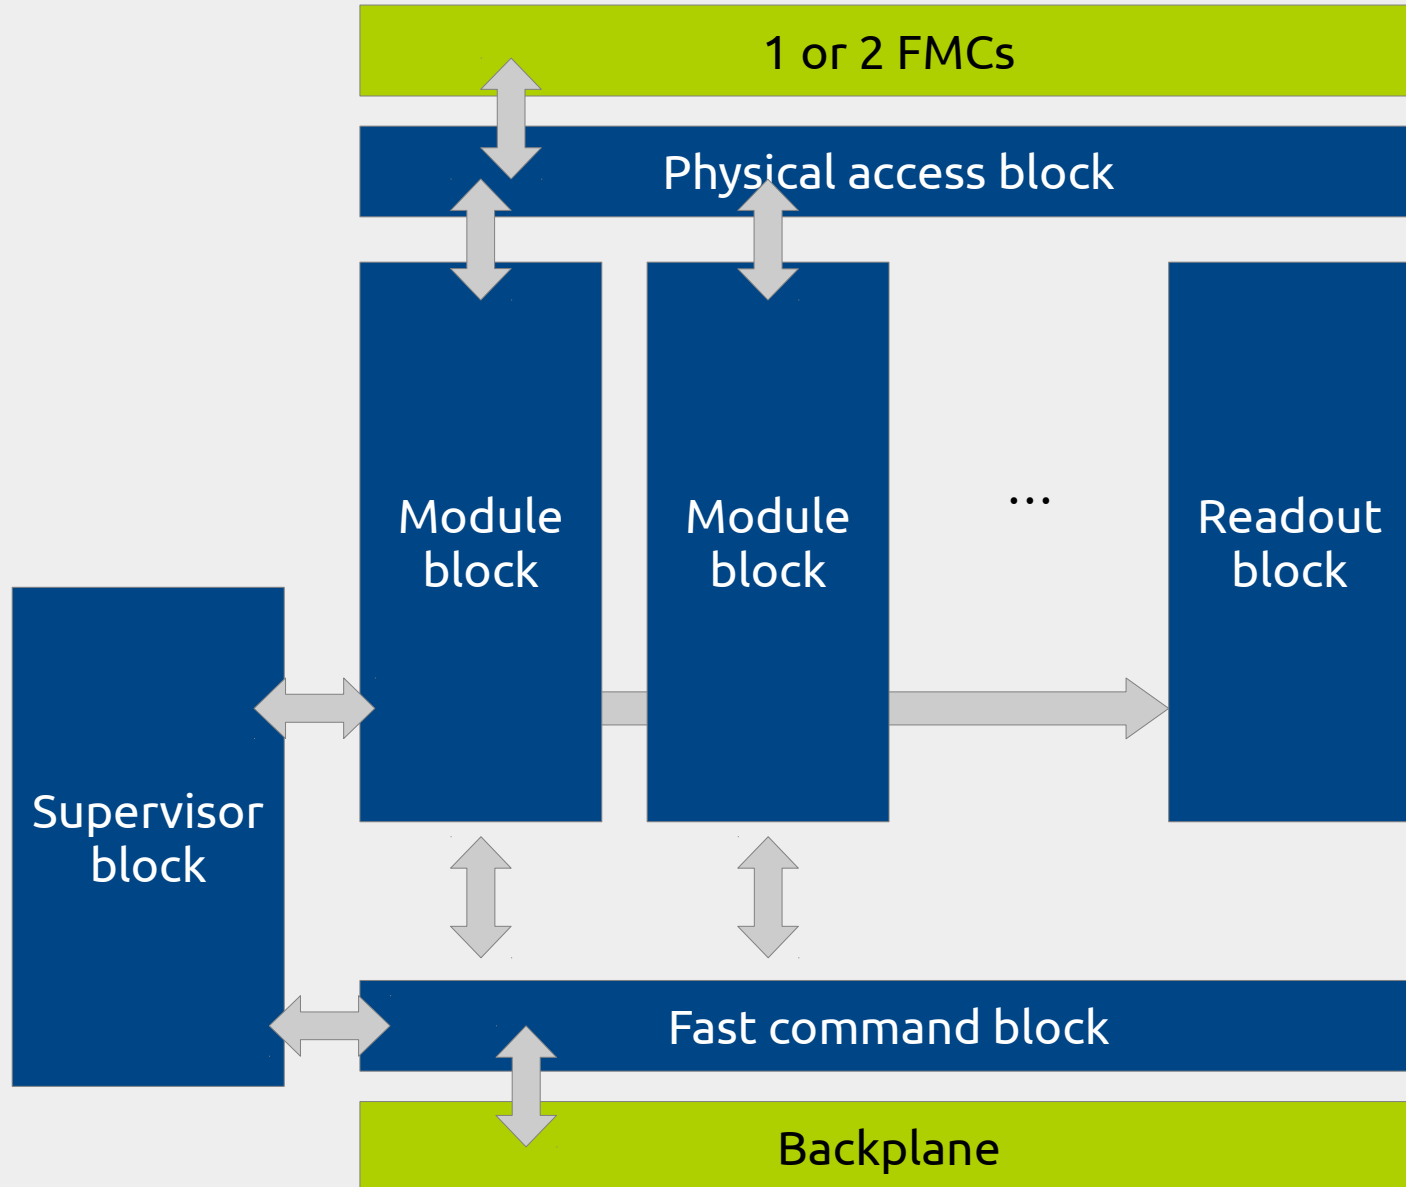 1 or 2 FMCs
Physical access block
Module
block
Module
block
...
Readout
block
Supervisor
block
Fast command block
Backplane